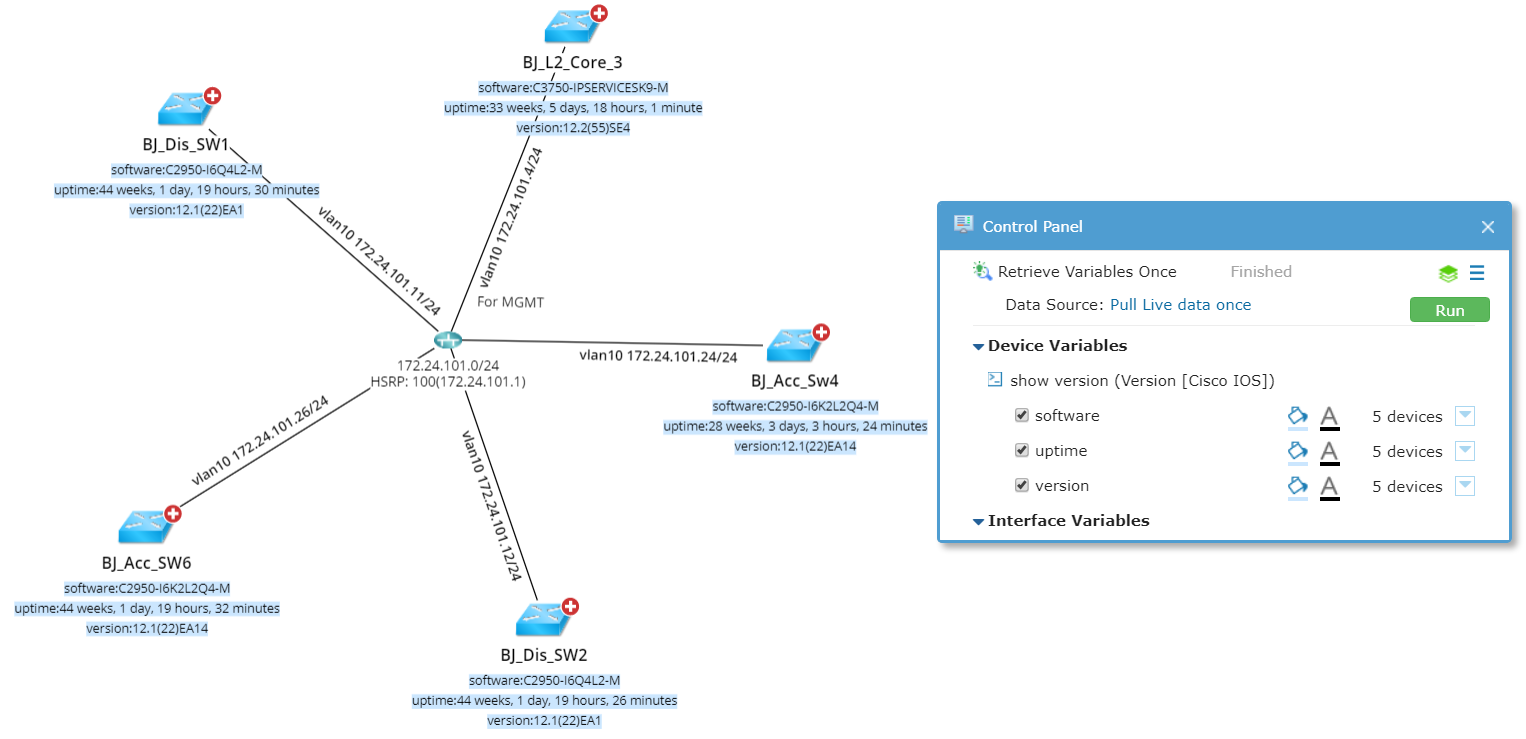 BJ_L2_Core_3
software:C3750-IPSERVICESK9-M
uptime:33 weeks, 5 days, 18 hours, 1 minute
version:12.2(55)SE4
BJ_Dis_SW1
software:C2950-I6Q4L2-M
uptime:44 weeks, 1 day, 19 hours, 30 minutes
version:12.1(22)EA1
vlan10 172.24.101.11/24
vlan10 172.24.101.4/24
For MGMT
172.24.101.0/24
HSRP: 100(172.24.101.1)
vlan10 172.24.101.24/24
BJ_Acc_Sw4
software:C2950-I6K2L2Q4-M
uptime:28 weeks, 3 days, 3 hours, 24 minutes
version:12.1(22)EA14
vlan10 172.24.101.26/24
vlan10 172.24.101.12/24
BJ_Acc_SW6
software:C2950-I6K2L2Q4-M
uptime:44 weeks, 1 day, 19 hours, 32 minutes
version:12.1(22)EA14
BJ_Dis_SW2
software:C2950-I6Q4L2-M
uptime:44 weeks, 1 day, 19 hours, 26 minutes
version:12.1(22)EA1
Control Panel
Retrieve Variables Once Finished
Data Source: Pull Live data once
Run
Device Variables
show version (Version [Cisco IOS])
software A 5 devices
uptime A 5 devices
version A 5 devices
Interface Variables